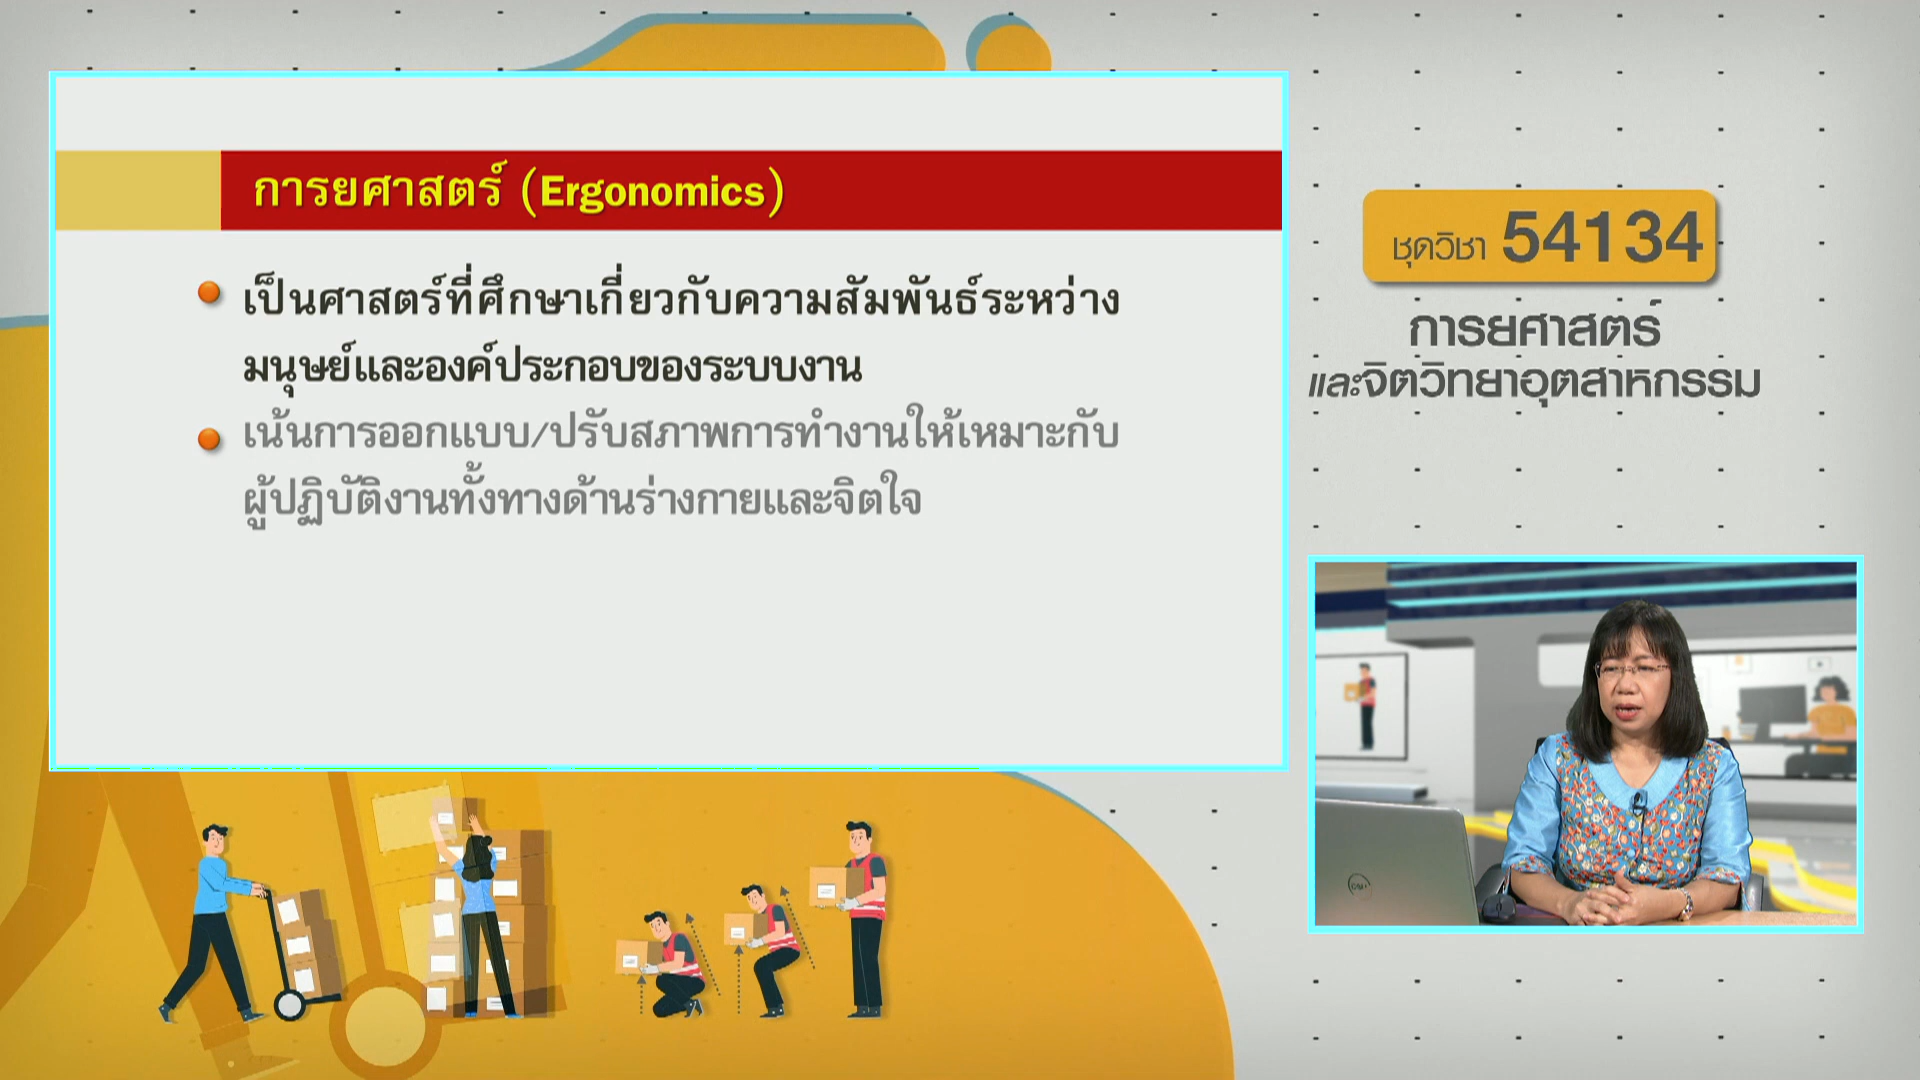 การยศาสตร์ (Ergonomics)
เป็นศาสตร์ที่ศึกษาเกี่ยวกับความสัมพันธ์ระหว่าง
มนุษย์และองค์ประกอบของระบบงาน
เน้นการออกแบบ/ปรับสภาพการทำงานให้เหมาะกับ
ผู้ปฏิบัติงานทั้งทางด้านร่างกายและจิตใจ
ชุดวิชา 54134
การยศาสตร์
และจิตวิทยาอุตสาหกรรม
DELL